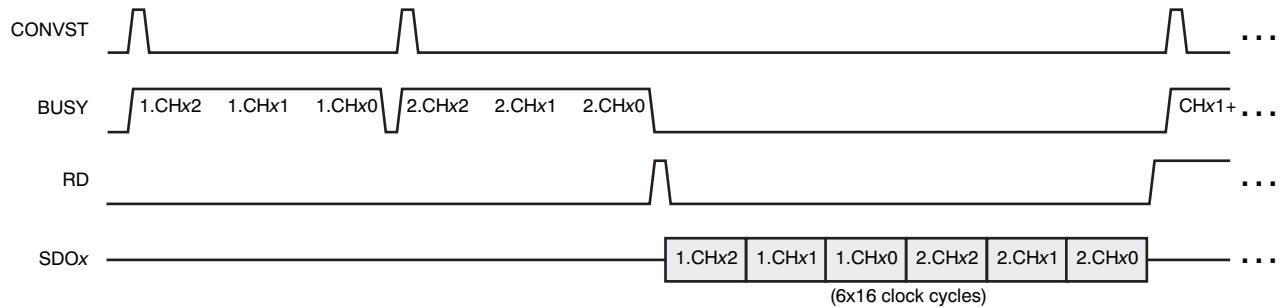 CONVST
. . .
BUSY
1.CHx2 1.CHx1 1.CHx0 2.CHx2 2.CHx1 2.CHx0 CHx1+ . . .
RD
. . .
SDOx
1.CHx2 1.CHx1 1.CHx0 2.CHx2 2.CHx1 2.CHx0 . . .
(6x16 clock cycles)